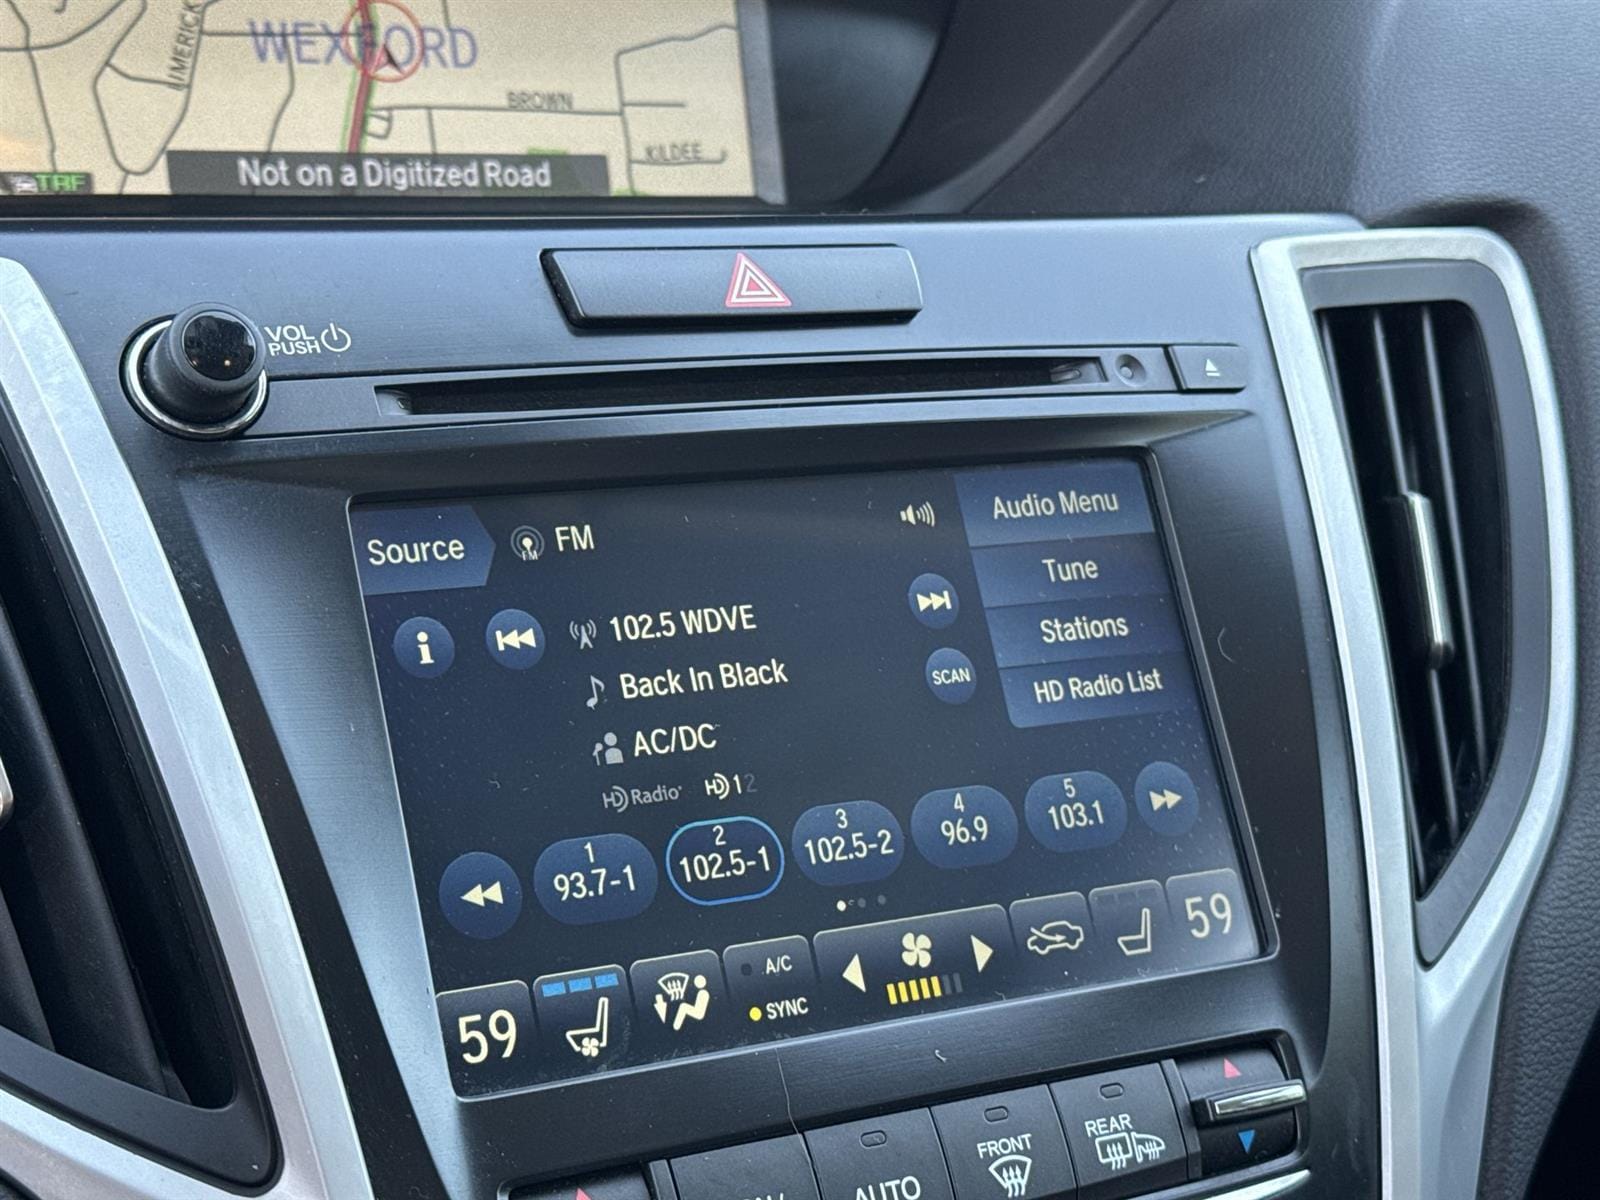 LIMERICK
WEXFORD
BROWN
KILDEE
TRF
Not on a Digitized Road
VOL
PUSH
Source
FM
FM
Audio Menu
Tune
Stations
HD Radio List
SCAN
102.5 WDVE
Back In Black
AC/DC
HD Radio
HD 1 2
1
93.7-1
2
102.5-1
3
102.5-2
4
96.9
5
103.1
59
A/C
SYNC
59
AUTO
FRONT
REAR